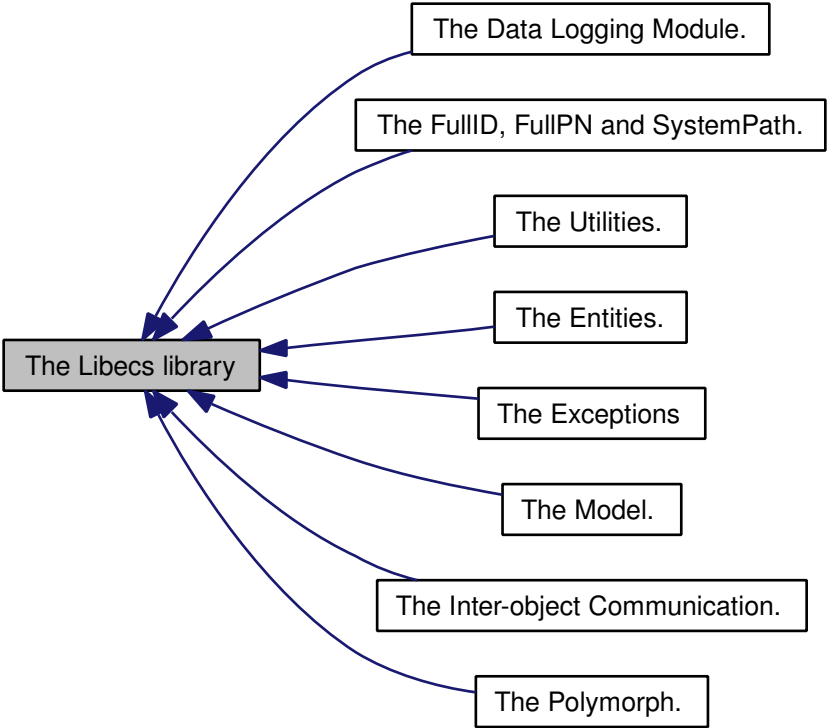 The Data Logging Module.
The FullID, FullPN and SystemPath.
The Utilities.
The Entities.
The Libecs library
The Exceptions
The Model.
The Inter-object Communication.
The Polymorph.